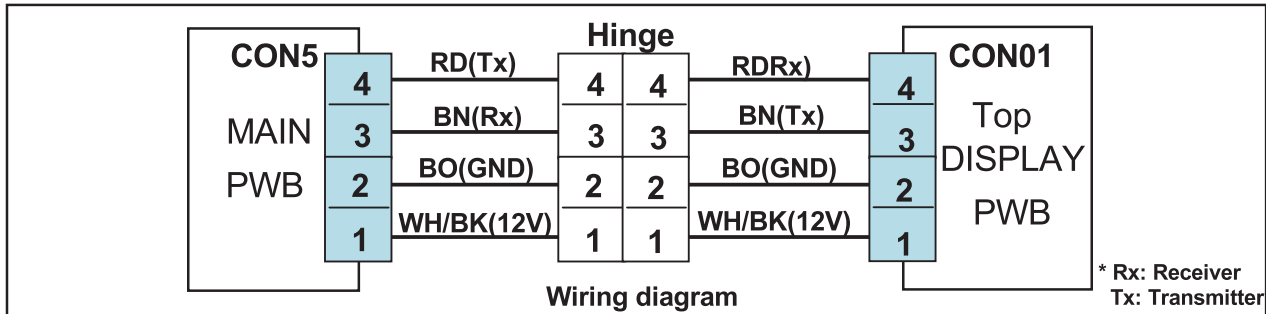 Hinge
CON5
CON01
RD(Tx)
RDRx)
4
4
4
4
BN(Rx)
BN(Tx)
MAIN
3
3
3
3
Top
DISPLAY
BO(GND)
BO(GND)
PWB
2
2
2
2
PWB
WH/BK(12V)
WH/BK(12V)
1
1
1
1
* Rx: Receiver
Tx: Transmitter
Wiring diagram